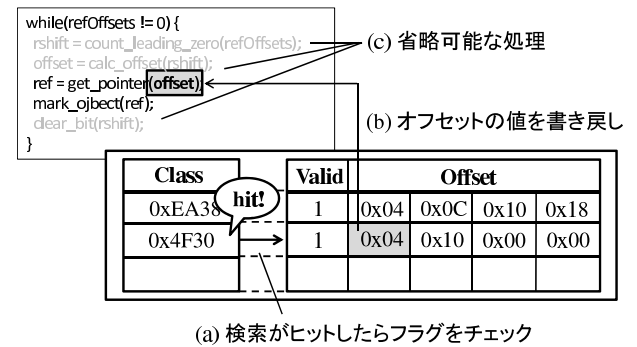 while(refOffsets != 0) {
rshift = count_leading_zero(refOffsets);
offset = calc_offset(rshift);
ref = get_pointer(offset);
mark_ojbect(ref);
clear_bit(rshift);
}
(c) 省略可能な処理
(b) オフセットの値を書き戻し
Class Valid Offset
hit!
0xEA38 1 0x04 0x0C 0x10 0x18
0x4F30 1 0x04 0x10 0x00 0x00
(a) 検索がヒットしたらフラグをチェック